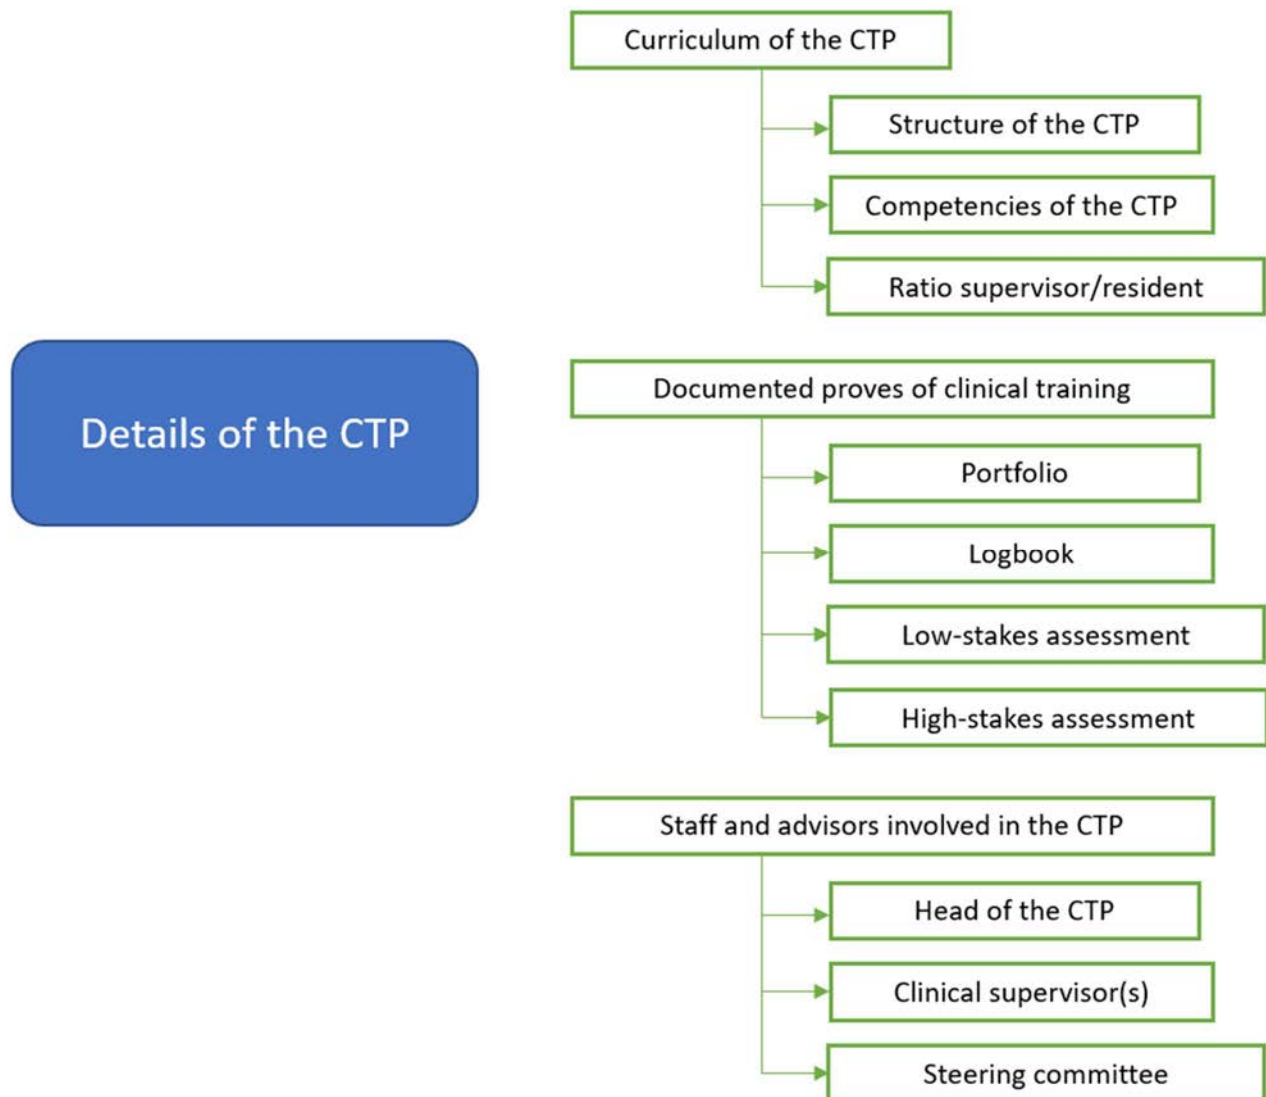 Details of the CTP
Curriculum of the CTP
Structure of the CTP
Competencies of the CTP
Ratio supervisor/resident
Documented proves of clinical training
Portfolio
Logbook
Low-stakes assessment
High-stakes assessment
Staff and advisors involved in the CTP
Head of the CTP
Clinical supervisor(s)
Steering committee